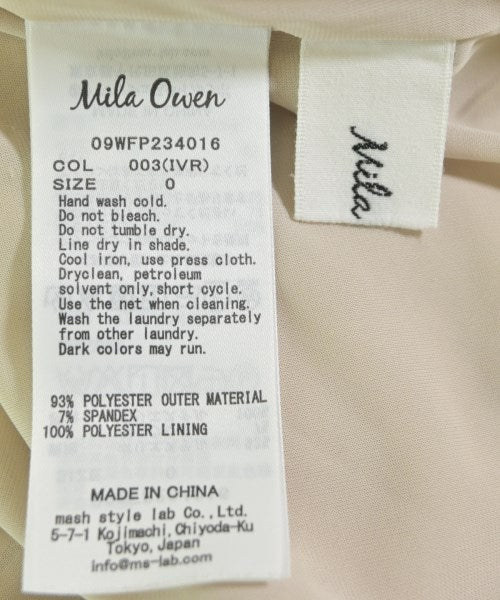 Mila Owen
09WFP234016
COL 003(IVR)
SIZE 0
Hand wash cold.
Do not bleach.
Do not tumble dry.
Line dry in shade.
Cool iron, use press cloth.
Dryclean, petroleum
solvent only,short cycle.
Use the net when cleaning.
Wash the laundry separately
from other laundry.
Dark colors may run.
93% POLYESTER OUTER MATERIAL
7% SPANDEX
100% POLYESTER LINING
MADE IN CHINA
mash style lab Co.,Ltd.
5-7-1 Kojimachi,Chiyoda-Ku
Tokyo,Japan
info@ms-lab.com
Mila